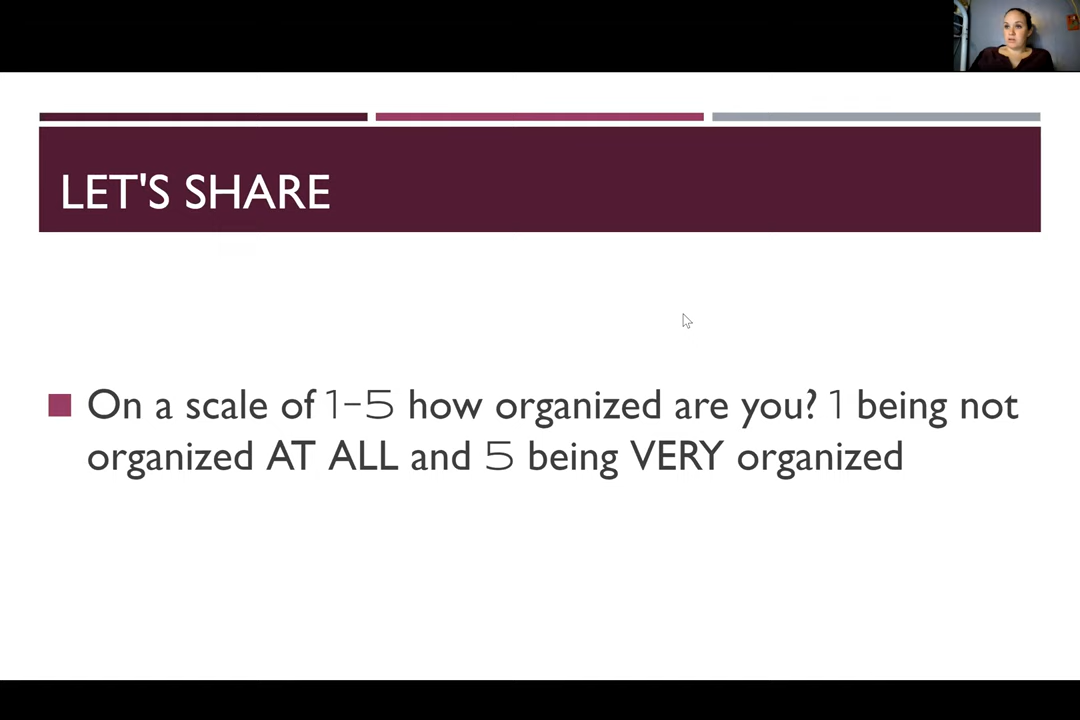 LET'S SHARE
On a scale of 1-5 how organized are you? 1 being not
organized AT ALL and 5 being VERY organized